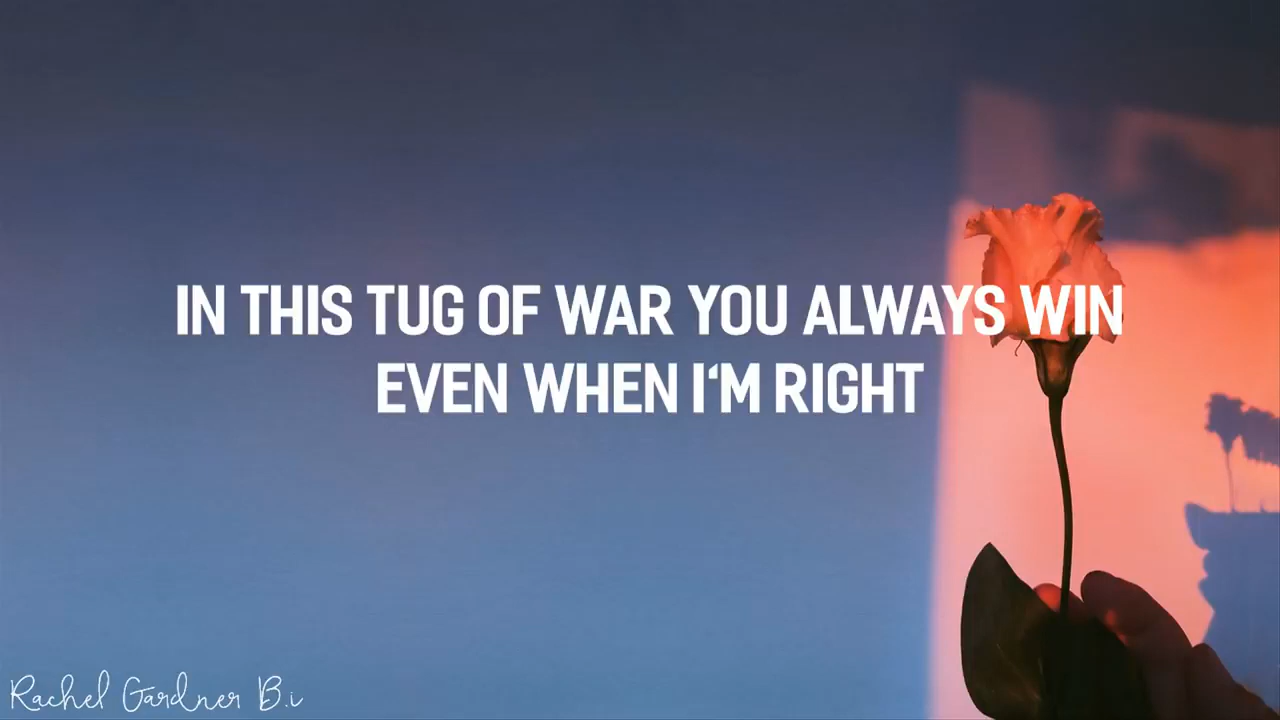 IN THIS TUG OF WAR YOU ALWAYS WIN
EVEN WHEN I‘M RIGHT
Rachel Gardner B.i